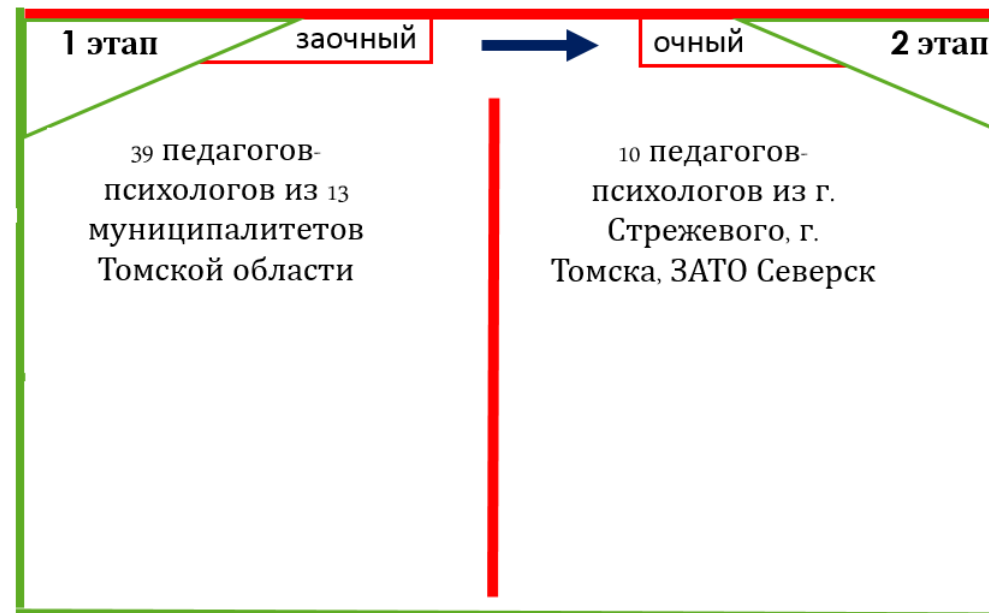 1 этап
заочный
очный
2 этап
39 педагогов-
психологов из 13
муниципалитетов
Томской области
10 педагогов-
психологов из г.
Стрежевого, г.
Томска, ЗАТО Северск